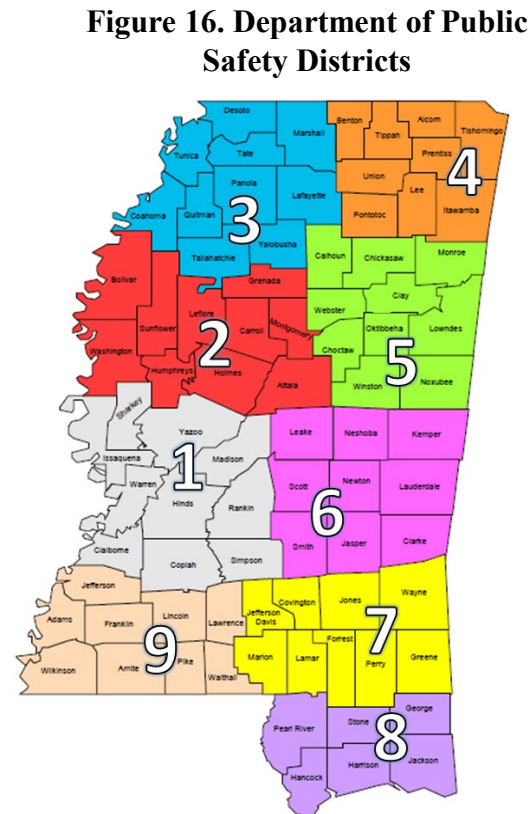 Figure 16. Department of Public
Safety Districts
Desoto
Marshall
Benton
Tippah
Alcorn
Tishomingo
Tunica
Tate
Prentiss
Panola
Union
Lee
4
Lafayette
Coahoma
Quitman
3
Pontotoc
Itawamba
Yalobusha
Tallahatchie
Calhoun
Chickasaw
Monroe
Bolivar
Grenada
Clay
Leflore
Webster
Sunflower
2
Carroll
Montgomery
Oktibbeha
Lowndes
Washington
Choctaw
5
Humphreys
Holmes
Attala
Winston
Noxubee
Sharkey
Yazoo
Leake
Neshoba
Kemper
Issaquena
1
Madison
Warren
Scott
Newton
Lauderdale
Hinds
Rankin
6
Claiborne
Smith
Jasper
Clarke
Copiah
Simpson
Jefferson
Covington
Jones
Wayne
Adams
Franklin
Lincoln
Lawrence
Jefferson
Davis
7
9
Forrest
Wilkinson
Amite
Pike
Walthall
Marion
Lamar
Perry
Greene
Pearl River
Stone
George
8
Hancock
Harrison
Jackson